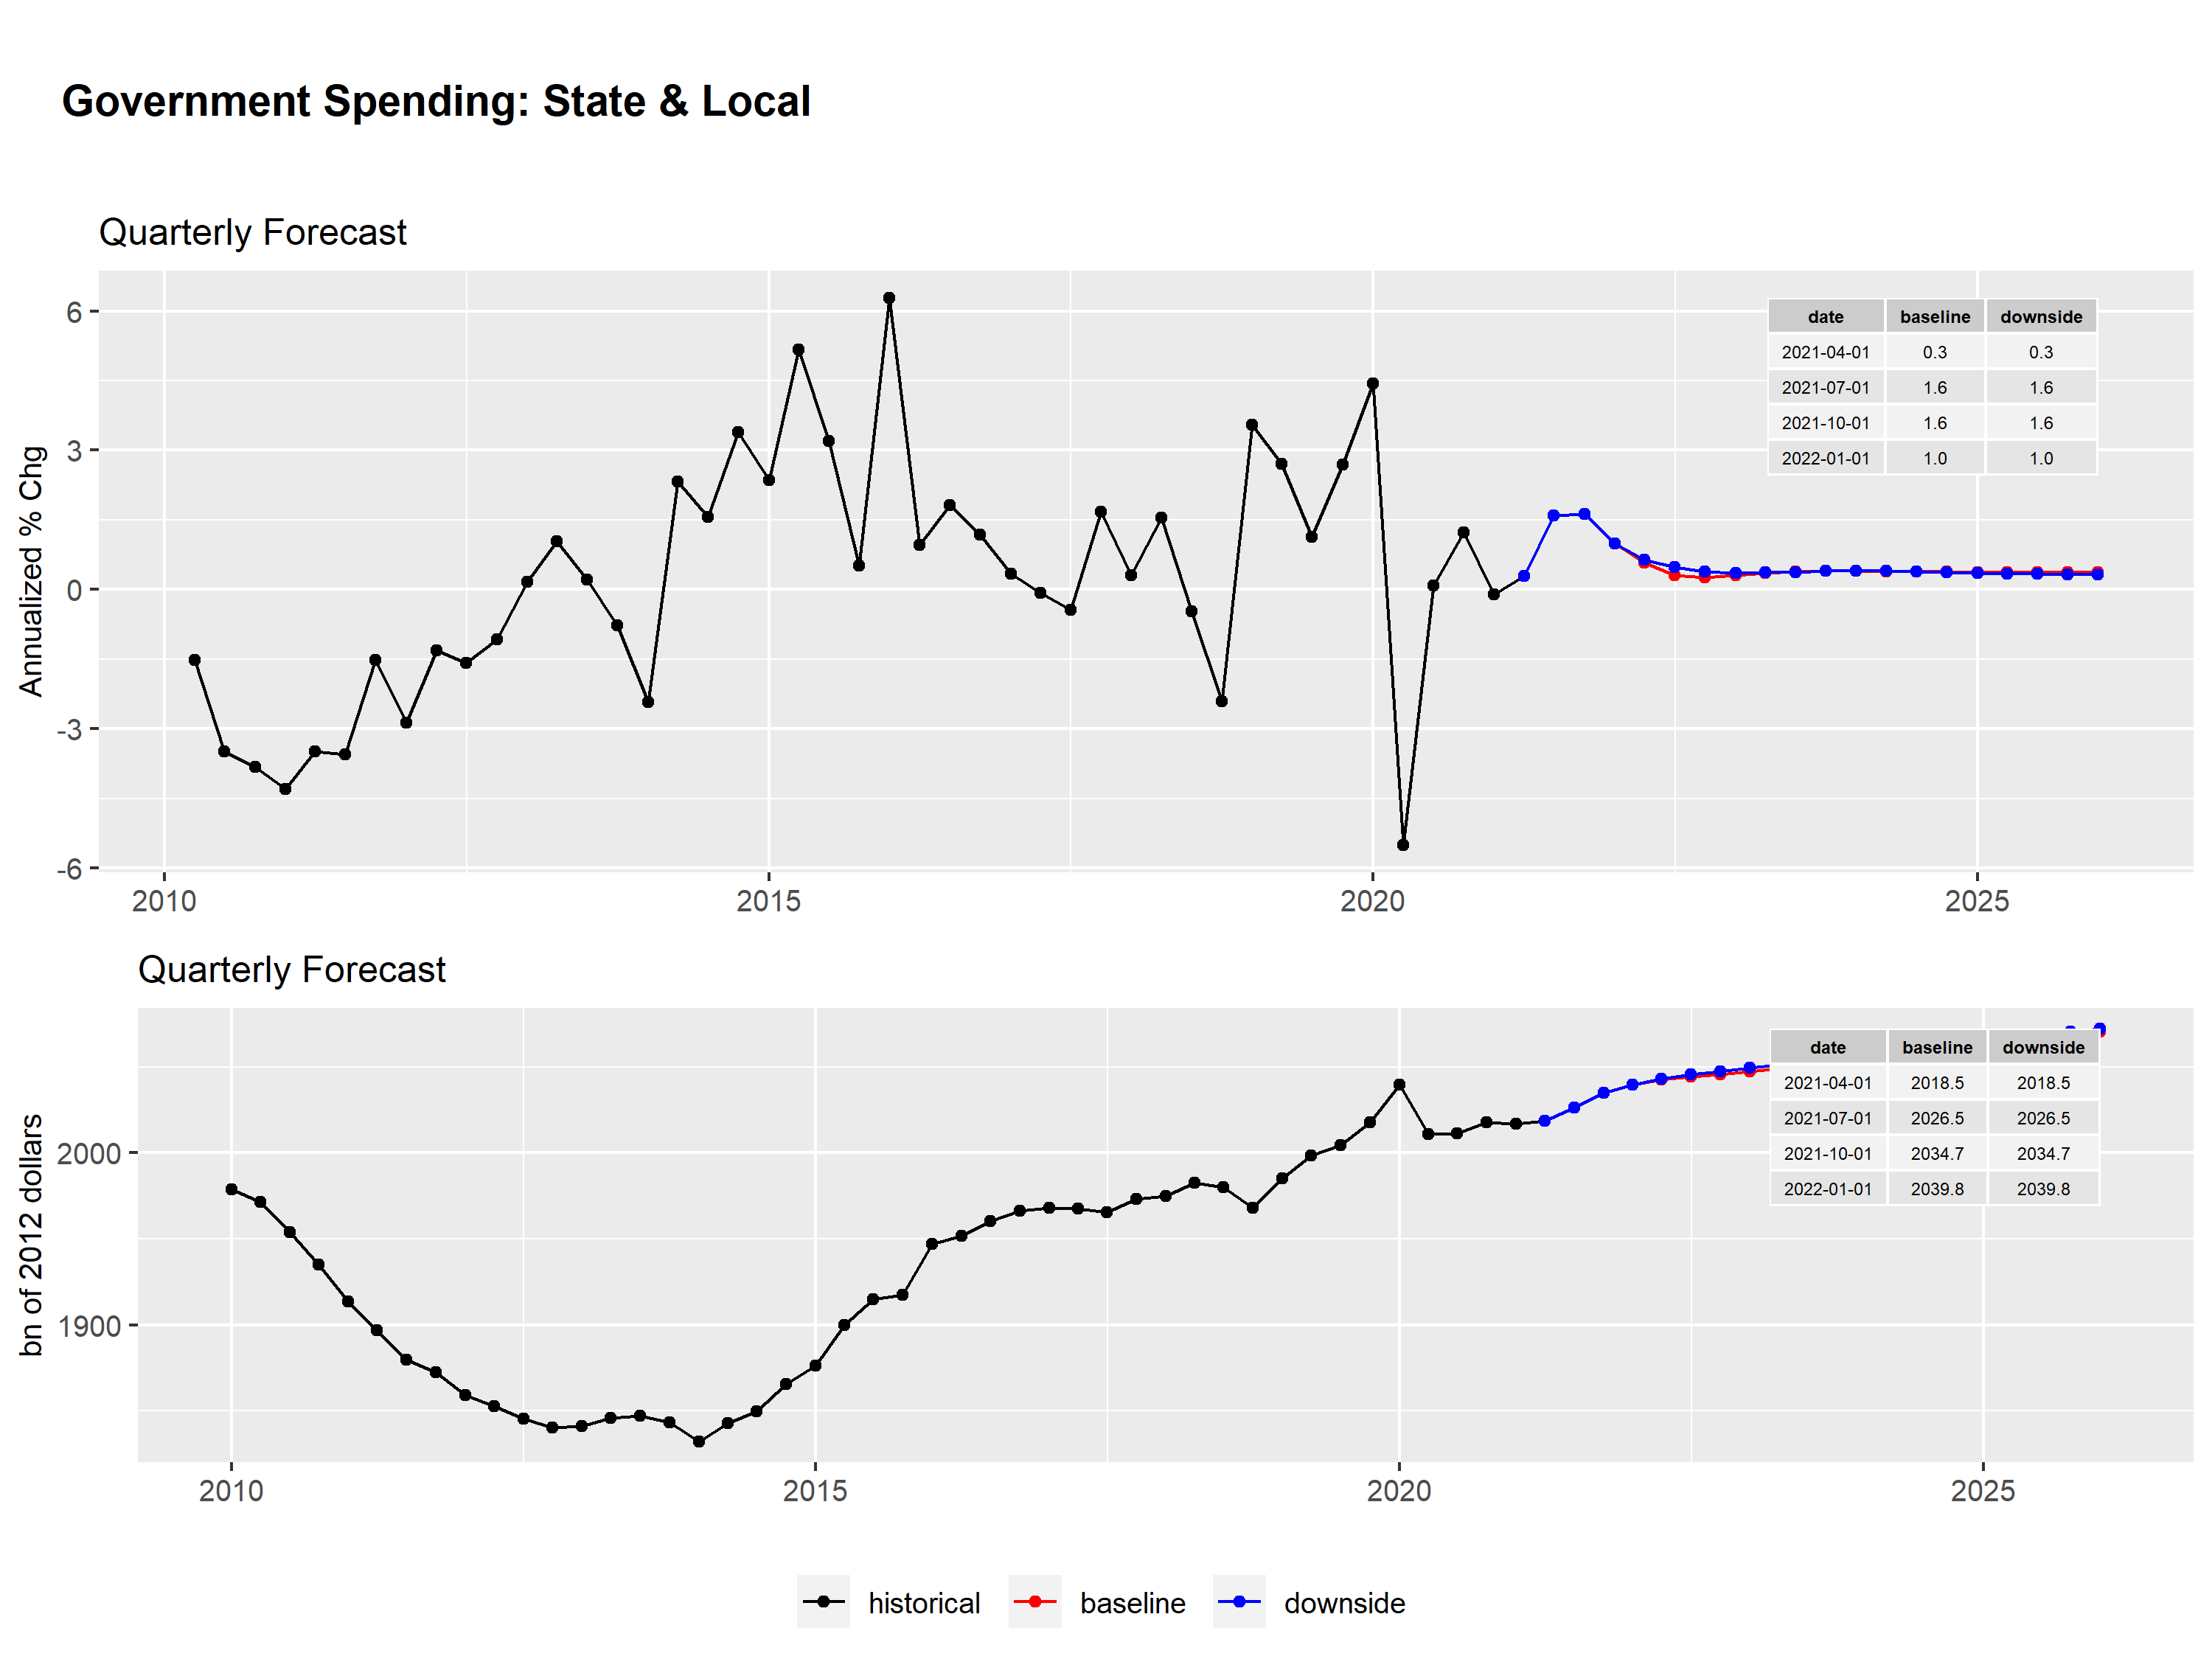 Government Spending: State & Local
Quarterly Forecast
Annualized % Chg
6
3
0
-3
-6
2010 2015 2020 2025
date baseline downside
2021-04-01 0.3 0.3
2021-07-01 1.6 1.6
2021-10-01 1.6 1.6
2022-01-01 1.0 1.0
Quarterly Forecast
bn of 2012 dollars
2000
1900
2010 2015 2020 2025
date baseline downside
2021-04-01 2018.5 2018.5
2021-07-01 2026.5 2026.5
2021-10-01 2034.7 2034.7
2022-01-01 2039.8 2039.8
historical baseline downside